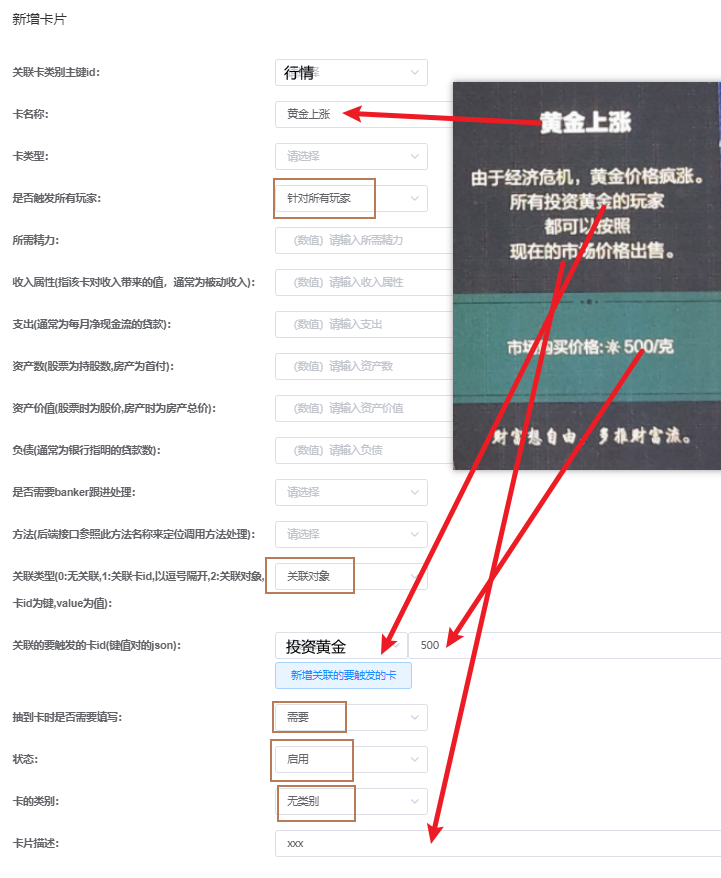 新增卡片
关联卡类别主键id:
行情
卡名称:
黄金上涨
卡类型:
请选择
是否触发所有玩家:
针对所有玩家
所需精力:
(数值) 请输入所需精力
收入属性(指该卡对收入带来的值，通常为被动收入):
(数值) 请输入收入属性
支出(通常为每月净现金流的贷款):
(数值) 请输入支出
资产数(股票为持股数,房产为首付):
(数值) 请输入资产数
资产价值(股票时为股价,房产时为房产总价):
(数值) 请输入资产价值
负债(通常为银行指明的贷款数):
(数值) 请输入负债
是否需要banker跟进处理:
请选择
方法(后端接口参照此方法名称来定位调用方法处理):
请选择
关联类型(0:无关联,1:关联卡id,以逗号隔开,2:关联对象,
卡id为键,value为值):
关联对象
关联的要触发的卡id(键值对的json):
投资黄金
500
新增关联的要触发的卡
抽到卡时是否需要填写:
需要
状态:
启用
卡的类别:
无类别
卡片描述:
xxx
黄金上涨
由于经济危机，黄金价格疯涨。
所有投资黄金的玩家
都可以按照
现在的市场价格出售。
市场购买价格:☼500/克
财富想自由，多推财富流。